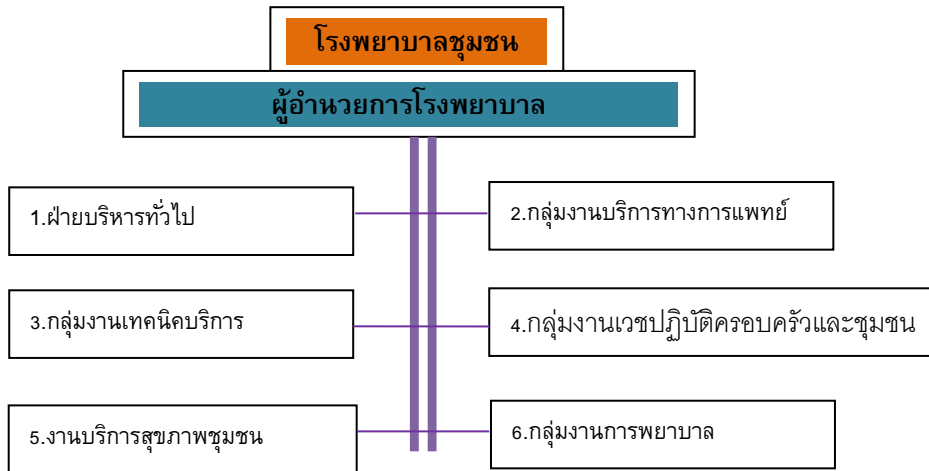 โรงพยาบาลชุมชน
ผู้อำนวยการโรงพยาบาล
1.ฝ่ายบริหารทั่วไป
2.กลุ่มงานบริการทางการแพทย์
3.กลุ่มงานเทคนิคบริการ
4.กลุ่มงานเวชปฏิบัติครอบครัวและชุมชน
5.งานบริการสุขภาพชุมชน
6.กลุ่มงานการพยาบาล